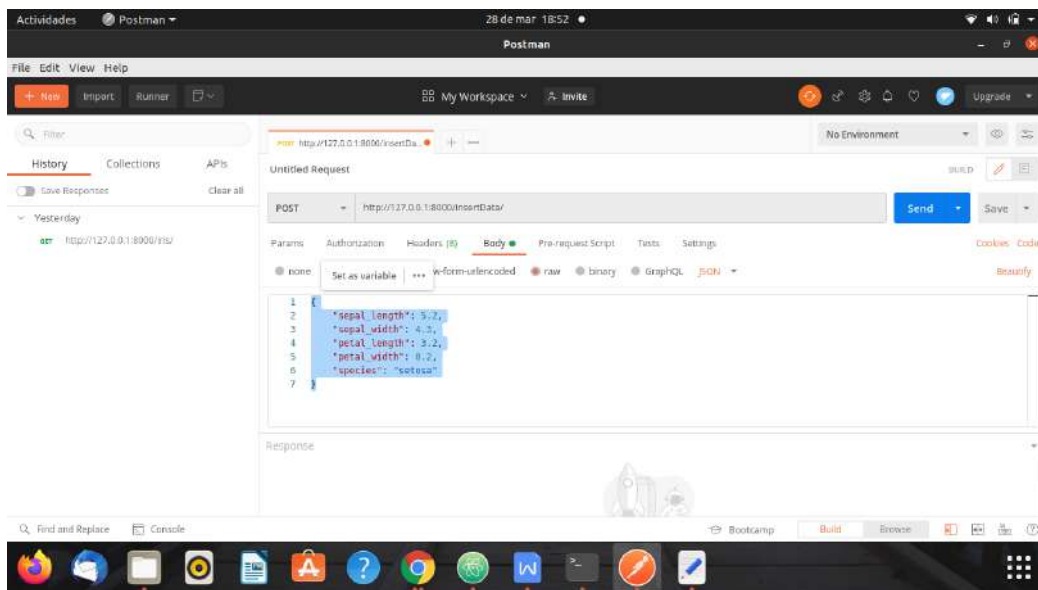 Actividades Postman 28 de mar 18:52
Postman
File Edit View Help
+ New Import Runner My Workspace Invite Upgrade
Filter
History Collections APIs
Save Responses Clear all
Yesterday
GET http://127.0.0.1:8000/iris/
POST http://127.0.0.1:8000/insertDa.. + No Environment
Untitled Request BUILD
POST http://127.0.0.1:8000/insertData/ Send Save
Params Authorization Headers (8) Body Pre-request Script Tests Settings Cookies Code
none Set as variable w-form-urlencoded raw binary GraphQL JSON Beautify
1 {
2 "sepal_length": 5.2,
3 "sepal_width": 4.3,
4 "petal_length": 3.2,
5 "petal_width": 0.2,
6 "species": "setosa"
7 }
Response
Find and Replace Console Bootcamp Build Browse